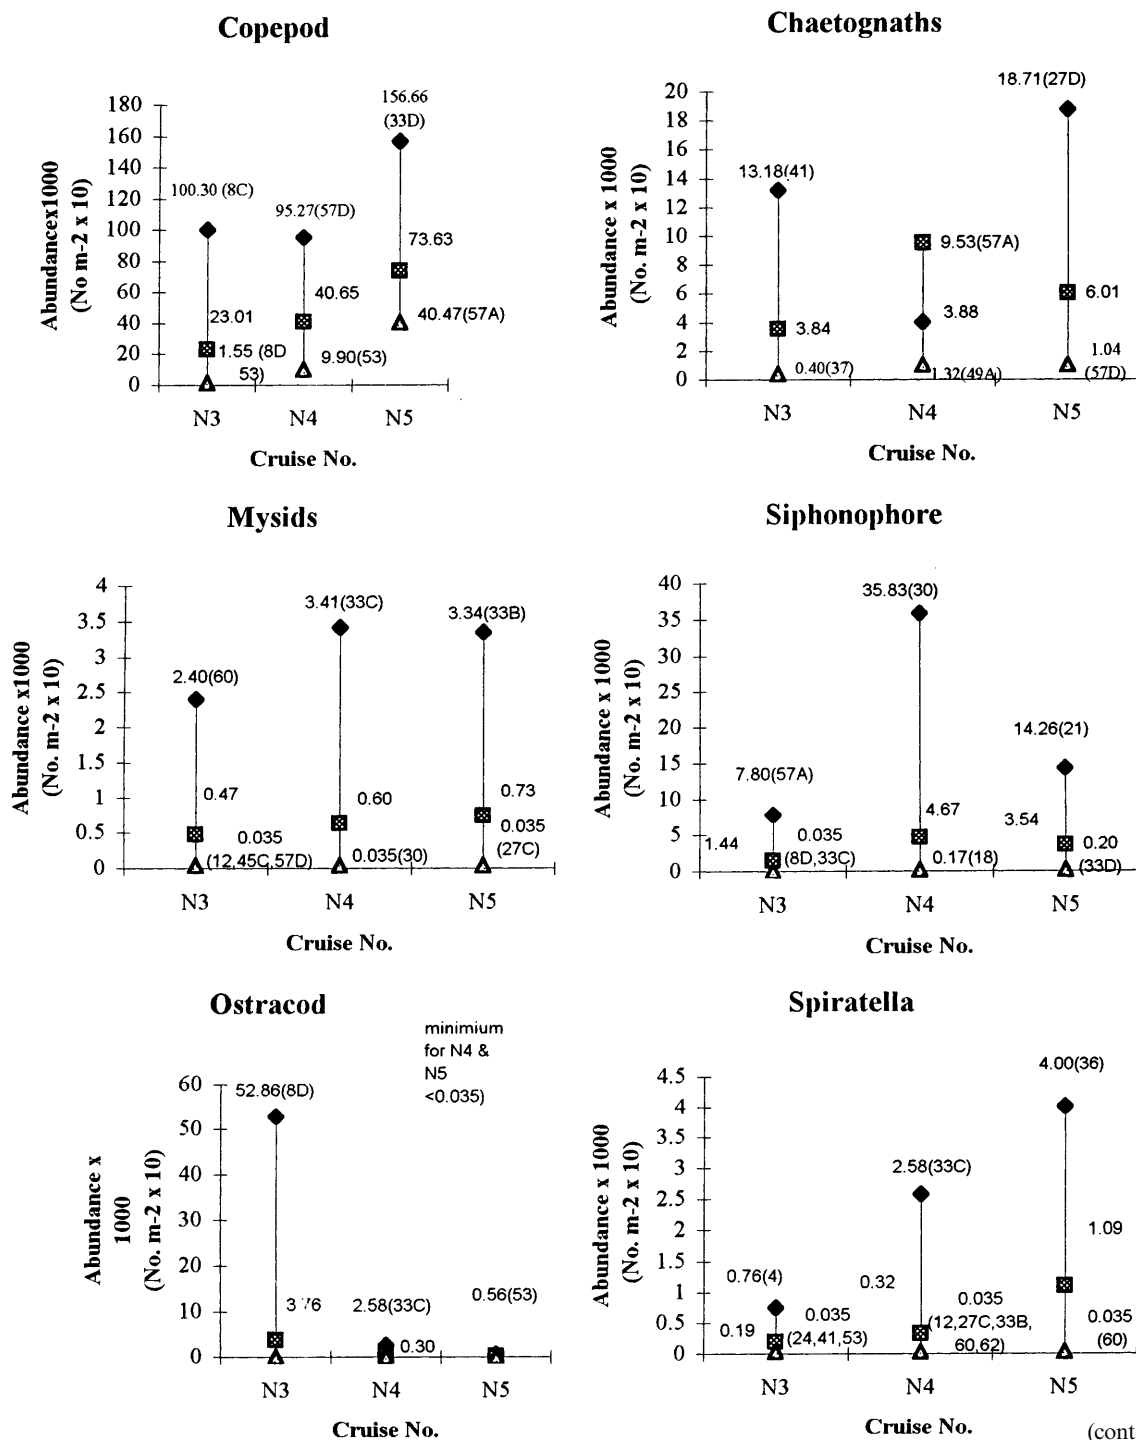 Copepod
180
160
140
120
100
80
60
40
20
0
Abundancex1000
(No m-2 x 10)
156.66
(33D)
100.30 (8C)
95.27(57D)
73.63
40.65
23.01
40.47(57A)
1.55 (8D
53)
9.90(53)
N3 N4 N5
Cruise No.
Chaetognaths
20
18
16
14
12
10
8
6
4
2
0
Abundance x 1000
(No. m-2 x 10)
18.71(27D)
13.18(41)
9.53(57A)
6.01
3.88
3.84
1.04
(57D)
0.40(37)
1.32(49A)
N3 N4 N5
Cruise No.
Mysids
4
3.5
3
2.5
2
1.5
1
0.5
0
Abundance x1000
(No. m-2 x 10)
3.41(33C)
3.34(33B)
2.40(60)
0.47
0.60
0.73
0.035
(12,45C,57D)
0.035(30)
0.035
(27C)
N3 N4 N5
Cruise No.
Siphonophore
40
35
30
25
20
15
10
5
0
Abundance x 1000
(No. m-2 x 10)
35.83(30)
14.26(21)
7.80(57A)
4.67
3.54
1.44
0.035
(8D,33C)
0.17(18)
0.20
(33D)
N3 N4 N5
Cruise No.
Ostracod
minimium
for N4 &
N5
<0.035)
60
50
40
30
20
10
0
Abundance x
1000
(No. m-2 x 10)
52.86(8D)
3.76
2.58(33C)
0.56(53)
0.30
N3 N4 N5
Cruise No.
Spiratella
4.5
4
3.5
3
2.5
2
1.5
1
0.5
0
Abundance x 1000
(No. m-2 x 10)
4.00(36)
2.58(33C)
1.09
0.76(4)
0.32
0.19
0.035
(24,41,53)
0.035
(12,27C,33B,
60,62)
0.035
(60)
N3 N4 N5
Cruise No.
(cont